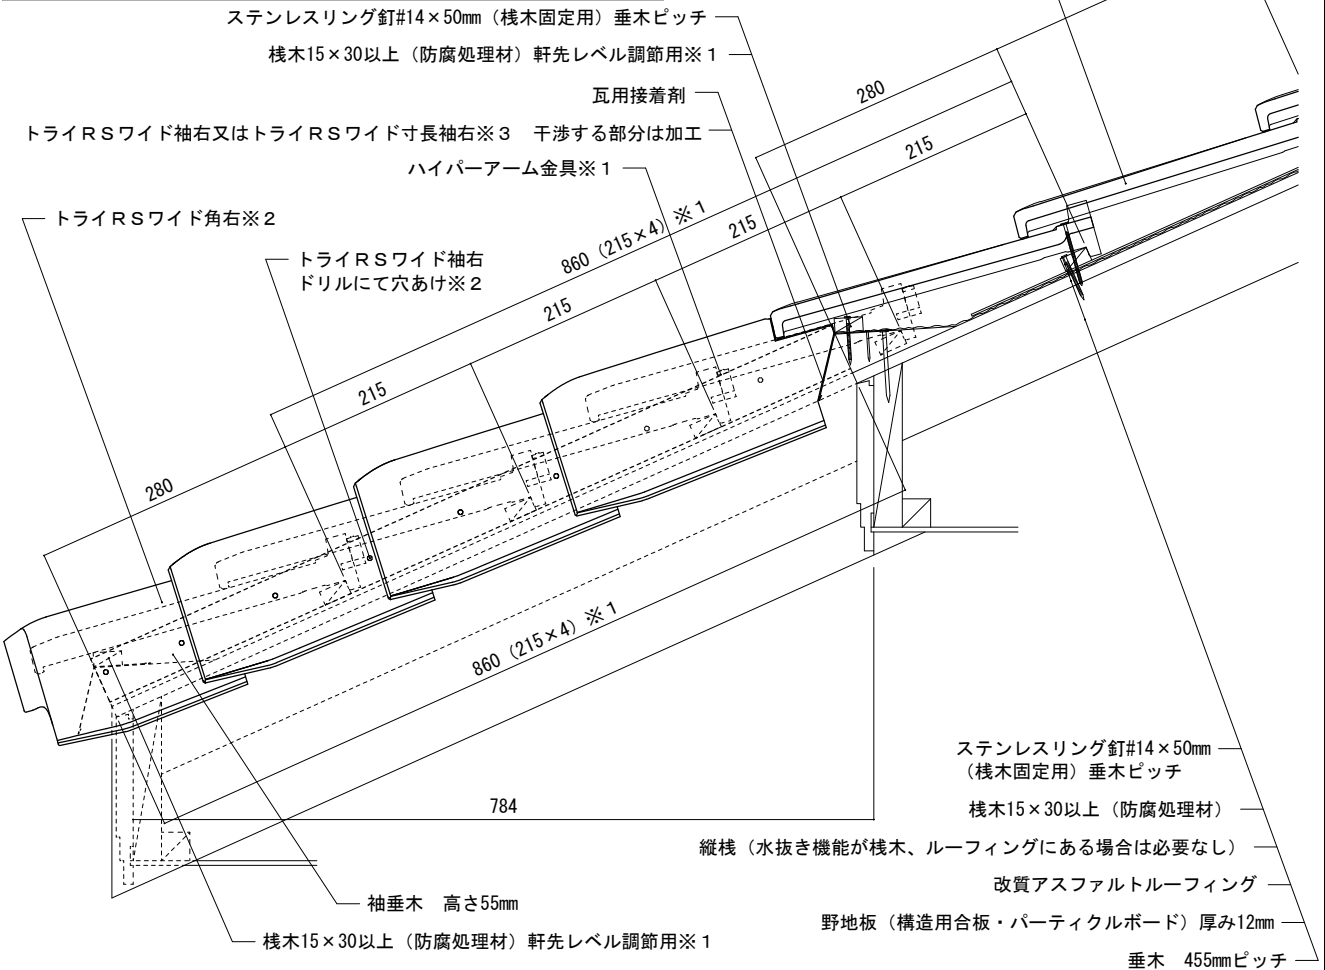 ステンレスリング釘#14×50mm（桟木固定用）垂木ピッチ
桟木15×30以上（防腐処理材）軒先レベル調節用※１
瓦用接着剤
トライＲＳワイド袖右又はトライＲＳワイド寸長袖右※３　干渉する部分は加工
ハイパーアーム金具※１
トライＲＳワイド角右※２
トライＲＳワイド袖右
ドリルにて穴あけ※２
280
215
860（215×4）※１
215
215
215
280
860（215×4）※１
784
ステンレスリング釘#14×50mm
（桟木固定用）垂木ピッチ
桟木15×30以上（防腐処理材）
縦桟（水抜き機能が桟木、ルーフィングにある場合は必要なし）
改質アスファルトルーフィング
野地板（構造用合板・パーティクルボード）厚み12mm
垂木　455mmピッチ
袖垂木　高さ55mm
桟木15×30以上（防腐処理材）軒先レベル調節用※１